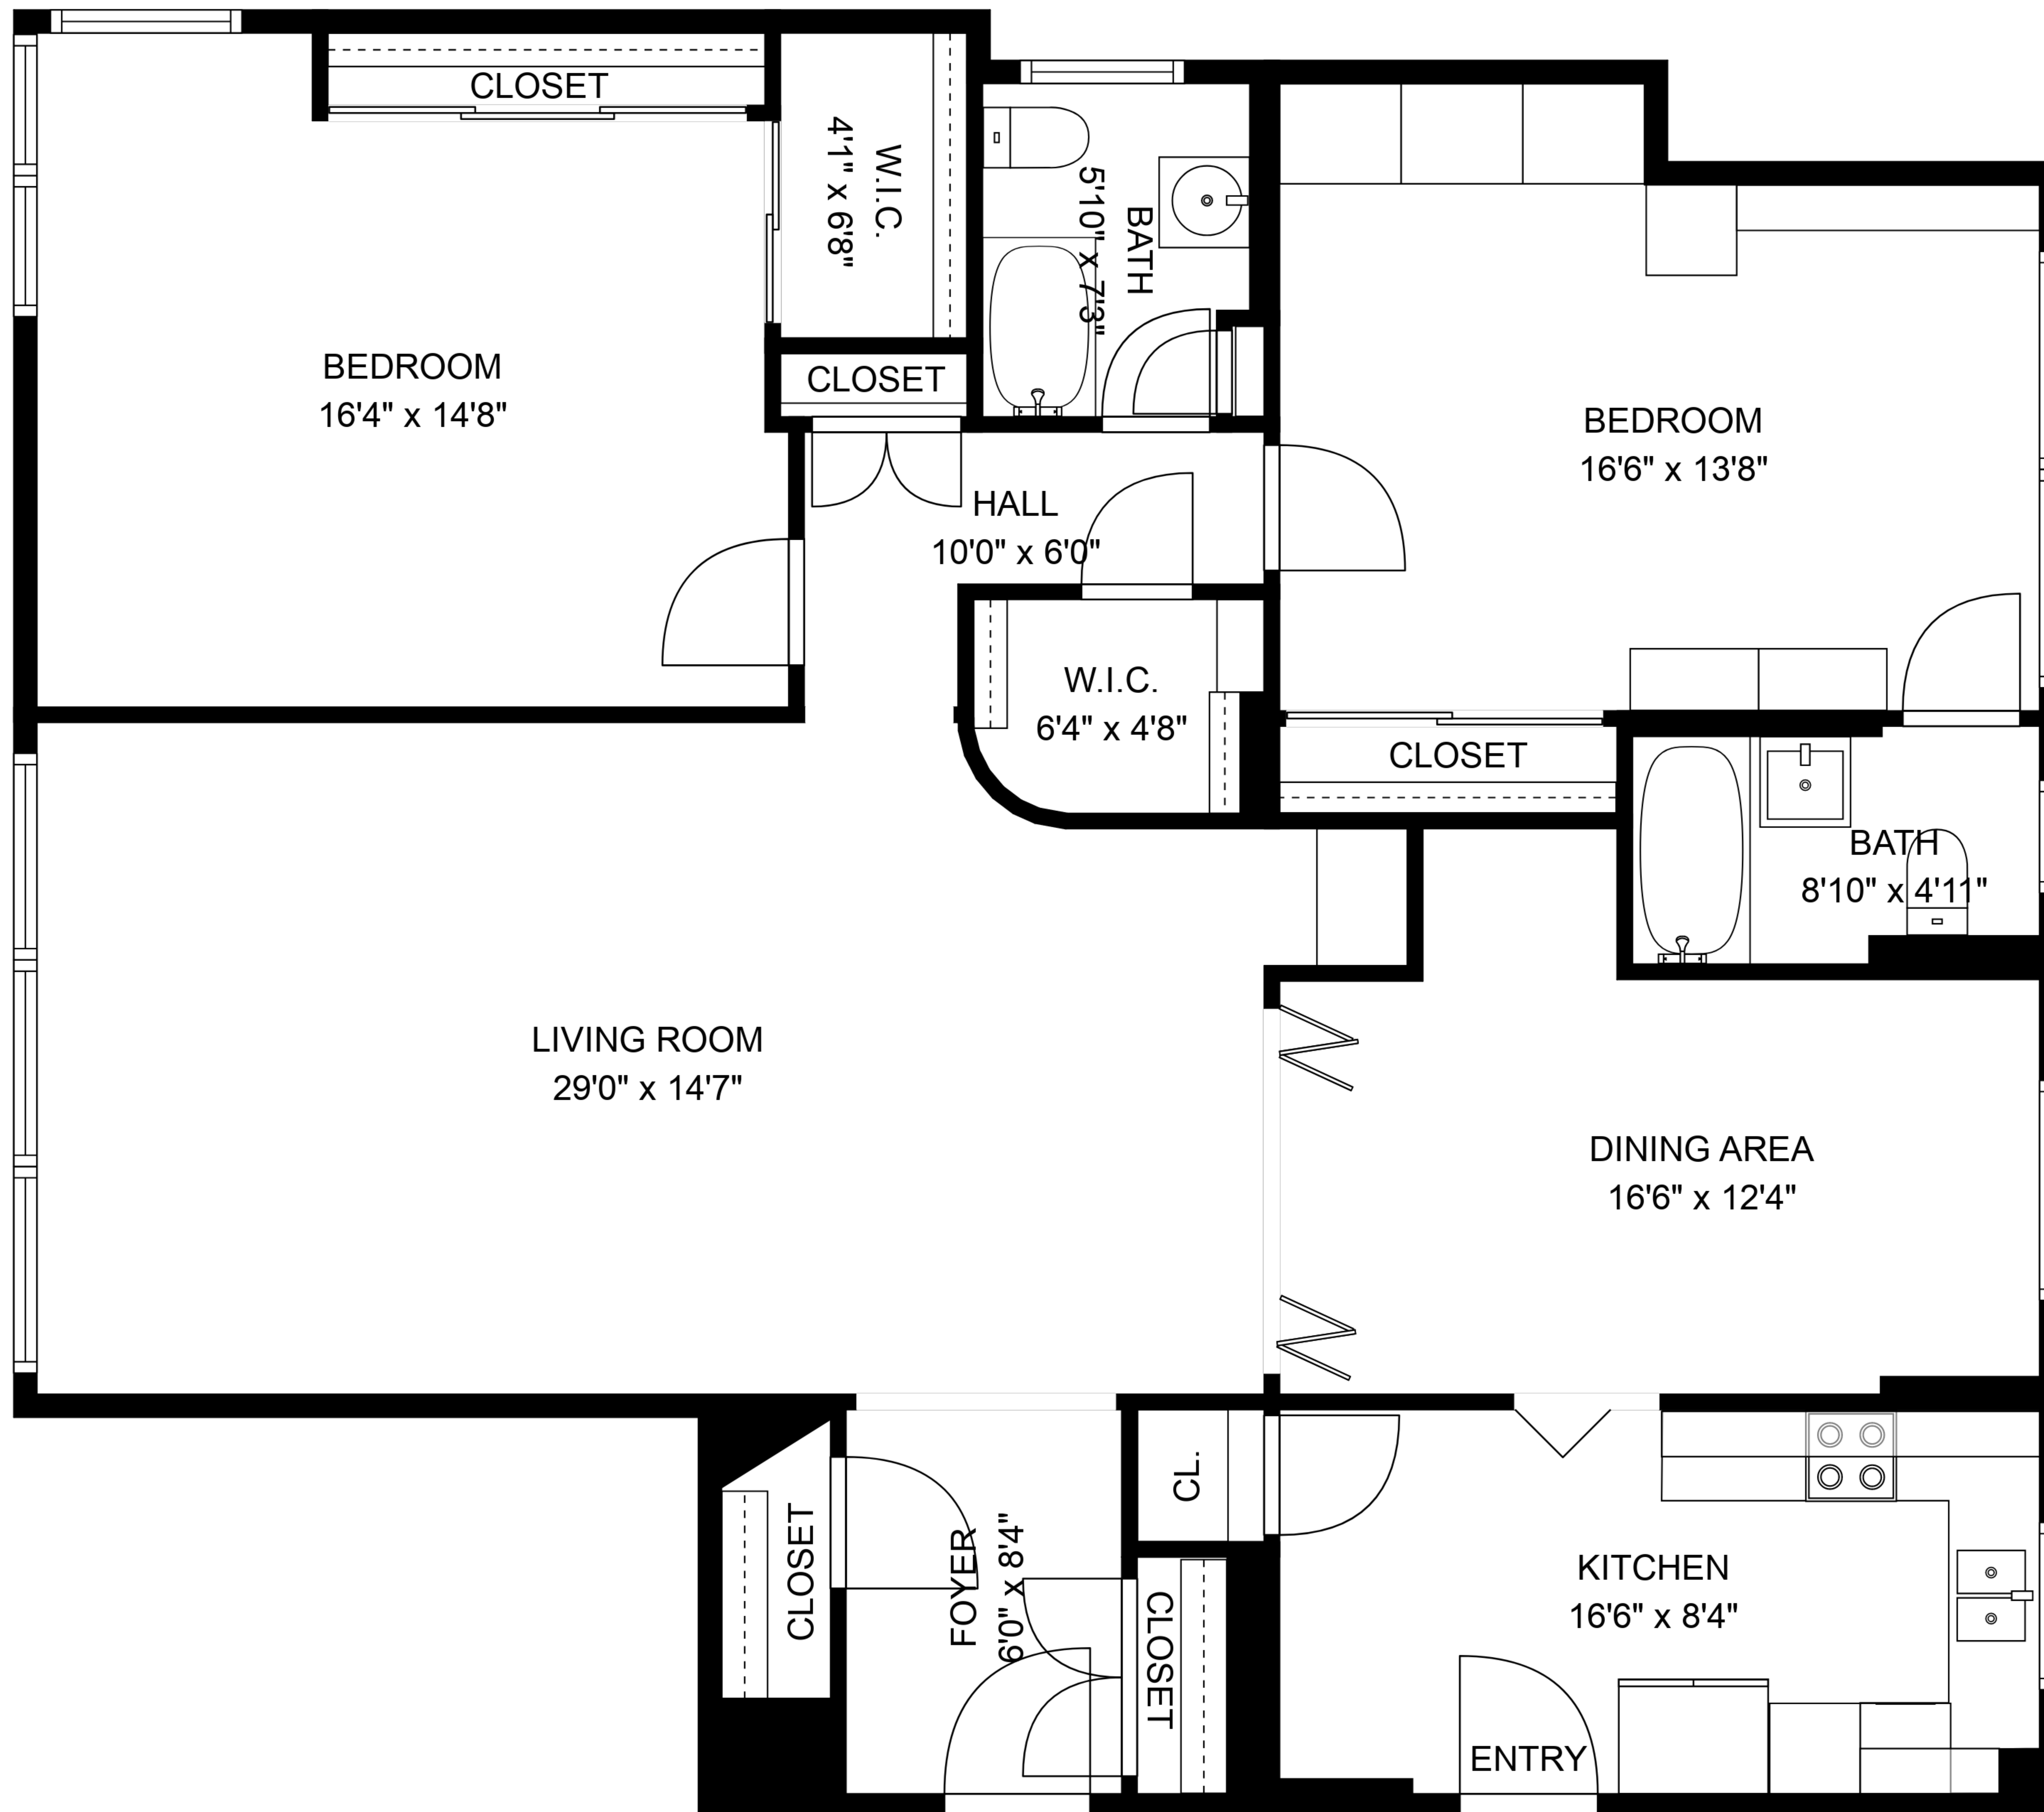 CLOSET
W.I.C.
4'1" x 6'8"
BATH
5'10" x 7'3"
BEDROOM
16'4" x 14'8"
CLOSET
BEDROOM
16'6" x 13'8"
HALL
10'0" x 6'0"
W.I.C.
6'4" x 4'8"
CLOSET
BATH
8'10" x 4'11"
LIVING ROOM
29'0" x 14'7"
DINING AREA
16'6" x 12'4"
CL.
CLOSET
FOYER
6'0" x 8'4"
CLOSET
KITCHEN
16'6" x 8'4"
ENTRY